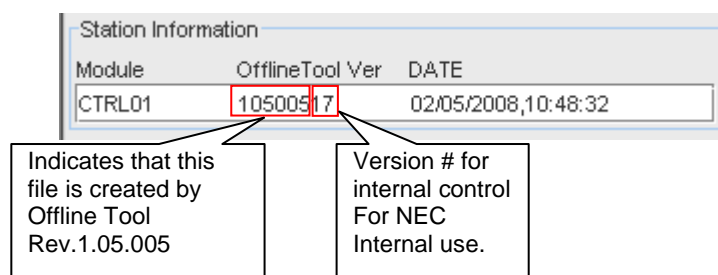 Station Information
Module OfflineTool Ver DATE
CTRL01 10500517 02/05/2008,10:48:32
Indicates that this
file is created by
Offline Tool
Rev.1.05.005
Version # for
internal control
For NEC
Internal use.